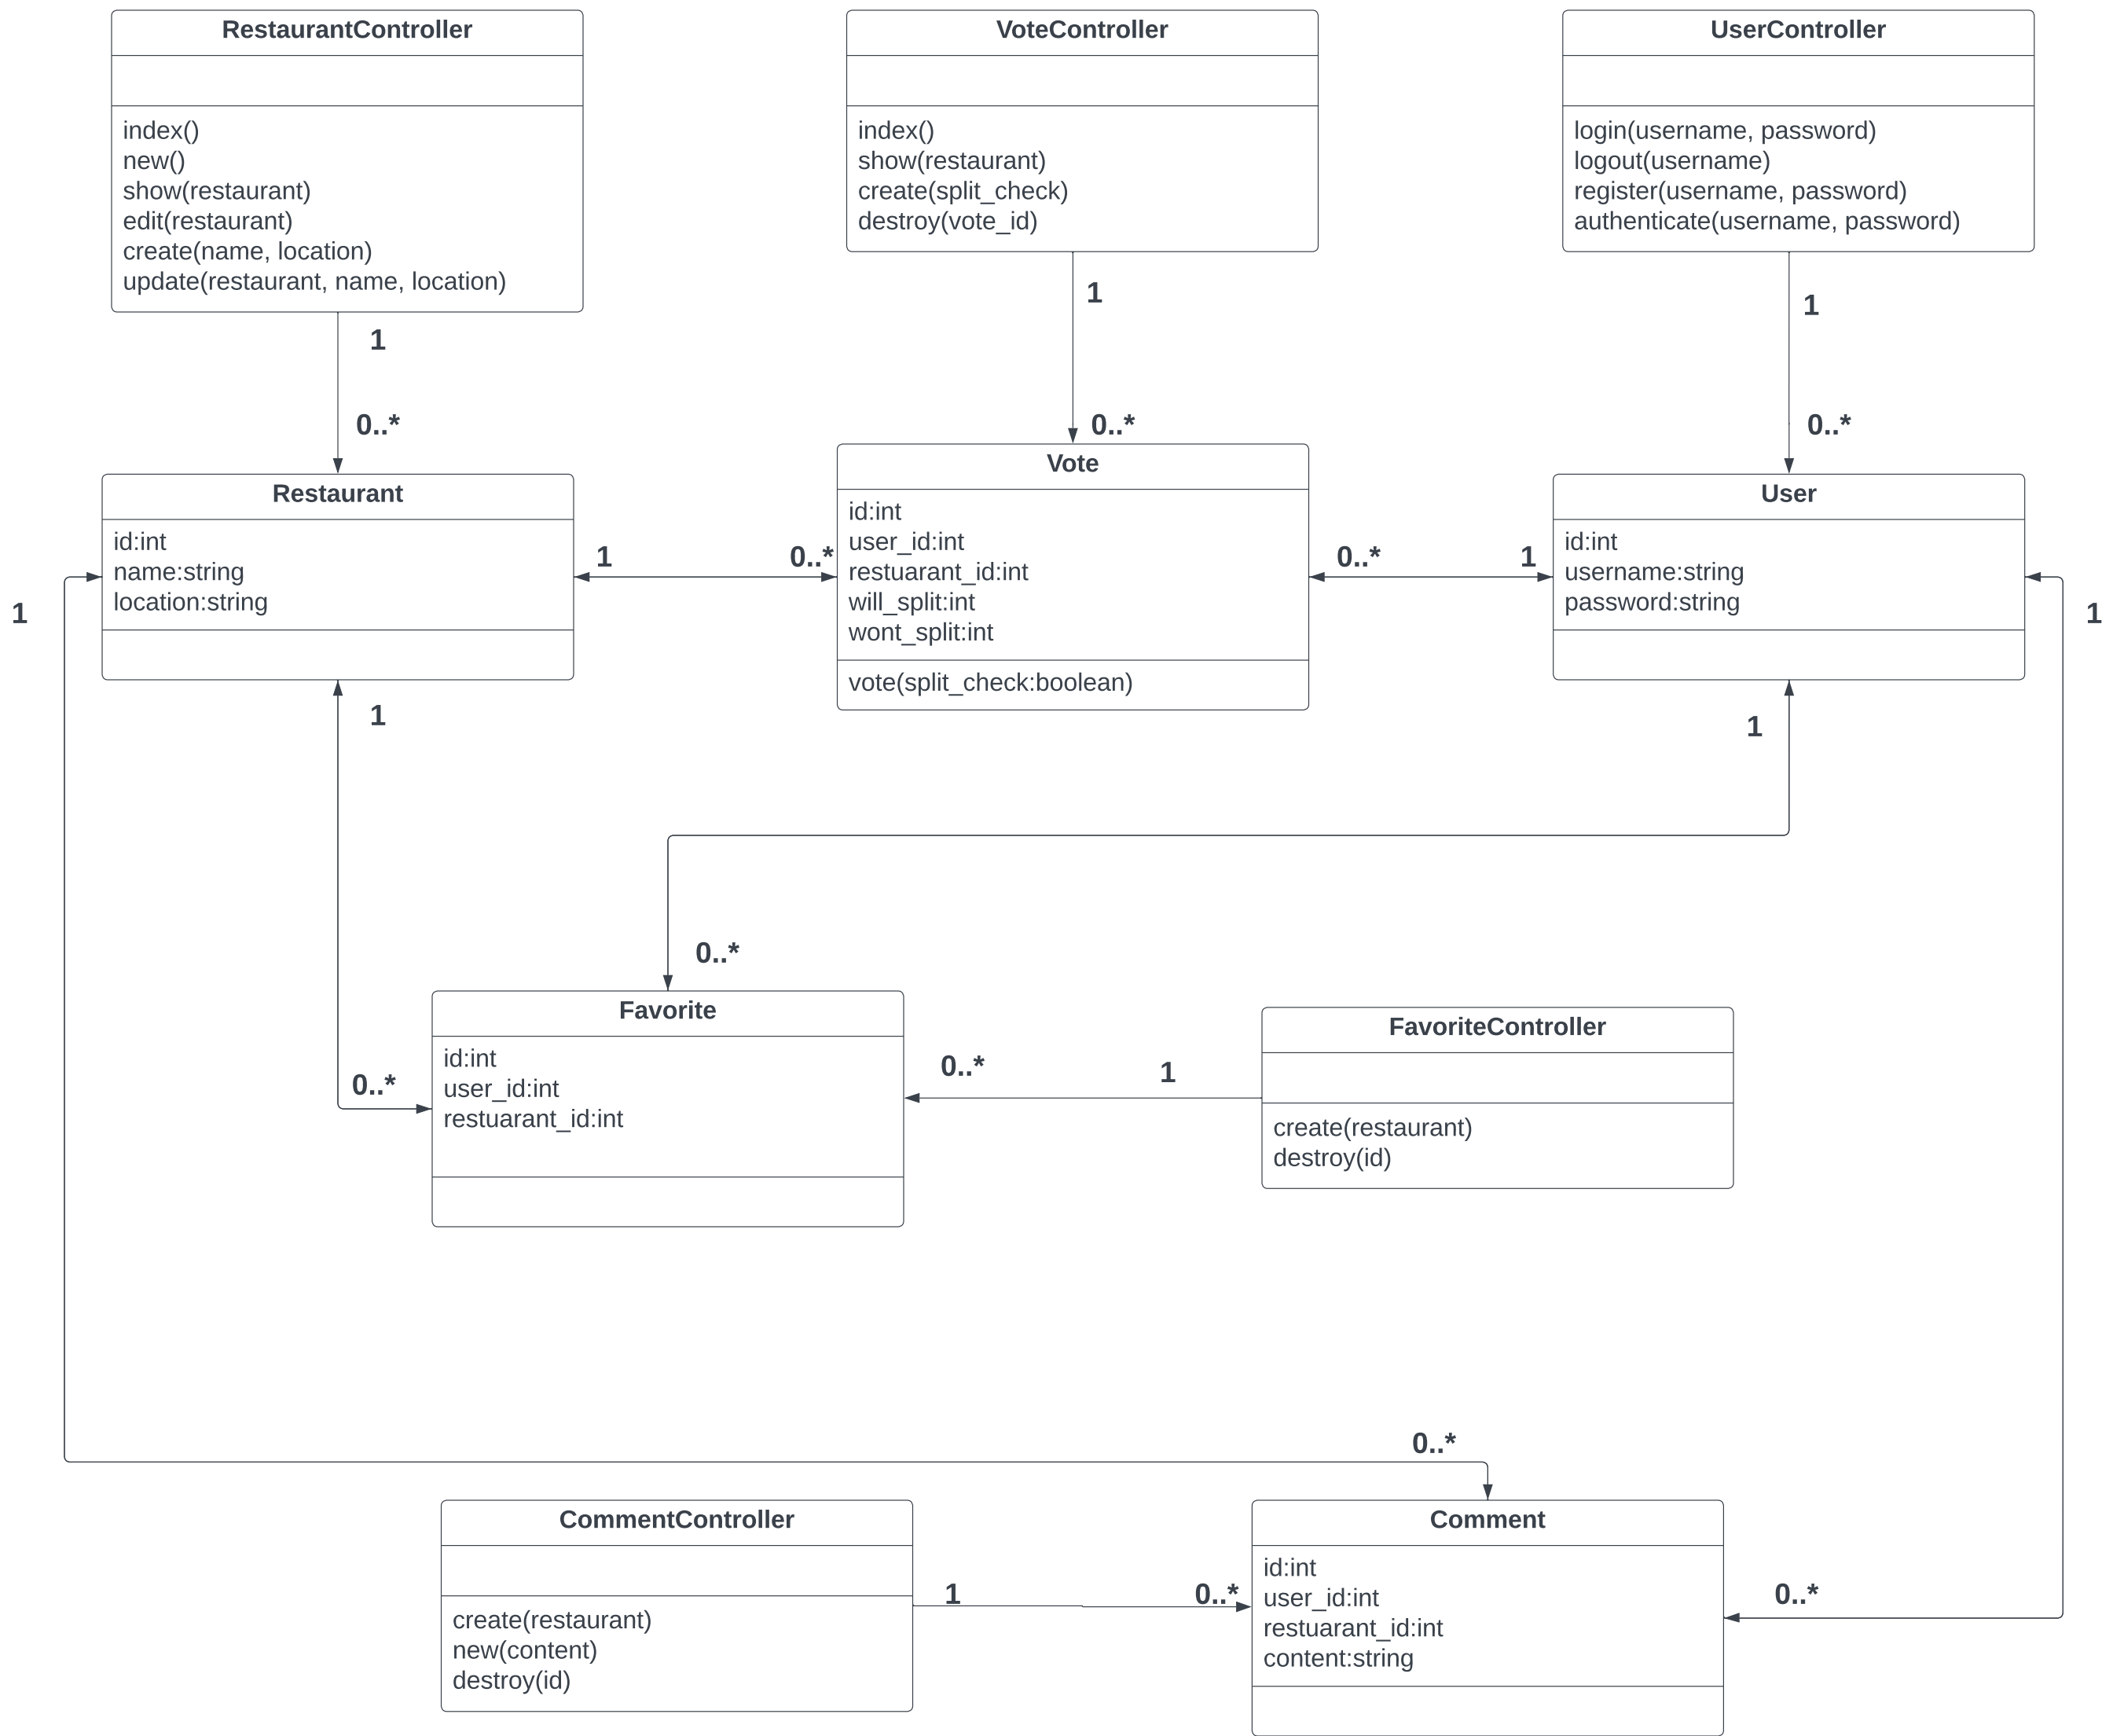 RestaurantController
index()
new()
show(restaurant)
edit(restaurant)
create(name, location)
update(restaurant, name, location)
VoteController
index()
show(restaurant)
create(split_check)
destroy(vote_id)
UserController
login(username, password)
logout(username)
register(username, password)
authenticate(username, password)
1
0..*
1
0..*
1
0..*
Restaurant
id:int
name:string
location:string
1
0..*
Vote
id:int
user_id:int
restuarant_id:int
will_split:int
wont_split:int
vote(split_check:boolean)
0..*
1
User
id:int
username:string
password:string
1
1
1
1
0..*
0..*
Favorite
id:int
user_id:int
restuarant_id:int
0..*
1
FavoriteController
create(restaurant)
destroy(id)
0..*
CommentController
create(restaurant)
new(content)
destroy(id)
1
0..*
Comment
id:int
user_id:int
restuarant_id:int
content:string
0..*